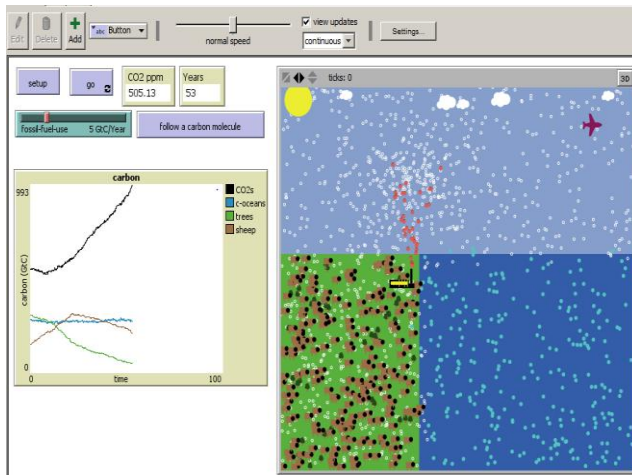 Edit
Delete
Add
abc Button
normal speed
view updates
continuous
Settings...
setup
go
CO2 ppm
505.13
Years
53
fossil-fuel-use 5 GtC/Year
follow a carbon molecule
ticks: 0
3D
carbon
993
carbon (GtC)
0
time
100
CO2s
c-oceans
trees
sheep